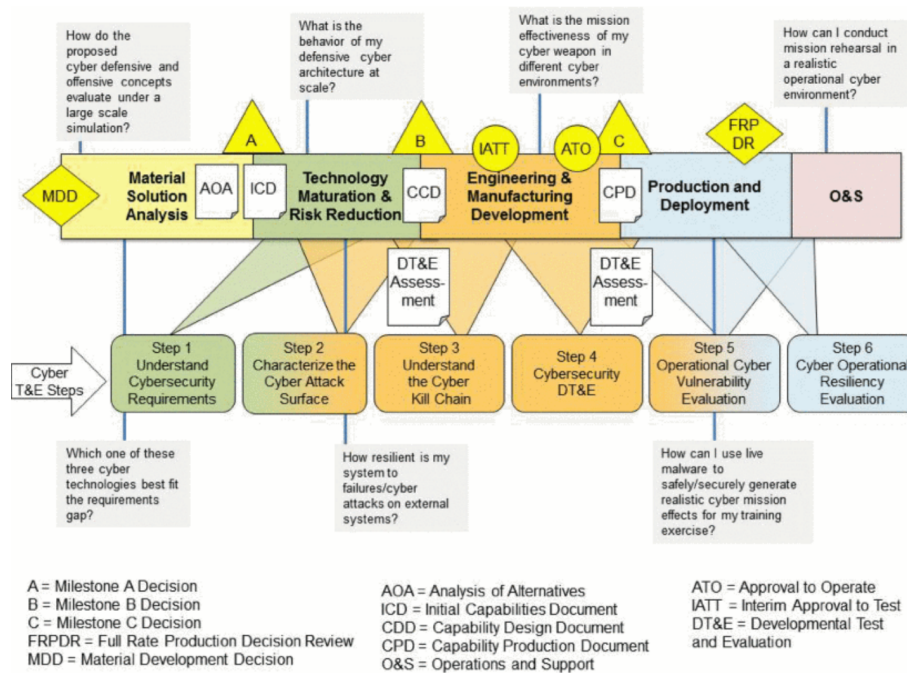 How do the
proposed
cyber defensive and
offensive concepts
evaluate under a
large scale
simulation?
What is the
behavior of my
defensive cyber
architecture at
scale?
What is the mission
effectiveness of my
cyber weapon in
different cyber
environments?
How can I conduct
mission rehearsal in
a realistic
operational cyber
environment?
A
B
IATT
ATO
C
FRP
DR
MDD
Material
Solution
Analysis
AOA
ICD
Technology
Maturation &
Risk Reduction
CCD
Engineering &
Manufacturing
Development
CPD
Production and
Deployment
O&S
DT&E
Assess-
ment
DT&E
Assess-
ment
Cyber
T&E Steps
Step 1
Understand
Cybersecurity
Requirements
Step 2
Characterize the
Cyber Attack
Surface
Step 3
Understand
the Cyber
Kill Chain
Step 4
Cybersecurity
DT&E
Step 5
Operational Cyber
Vulnerability
Evaluation
Step 6
Cyber Operational
Resiliency
Evaluation
Which one of these
three cyber
technologies best fit
the requirements
gap?
How resilient is my
system to
failures/cyber
attacks on external
systems?
How can I use live
malware to
safely/securely generate
realistic cyber mission
effects for my training
exercise?
A = Milestone A Decision
B = Milestone B Decision
C = Milestone C Decision
FRPDR = Full Rate Production Decision Review
MDD = Material Development Decision
AOA = Analysis of Alternatives
ICD = Initial Capabilities Document
CDD = Capability Design Document
CPD = Capability Production Document
O&S = Operations and Support
ATO = Approval to Operate
IATT = Interim Approval to Test
DT&E = Developmental Test
and Evaluation